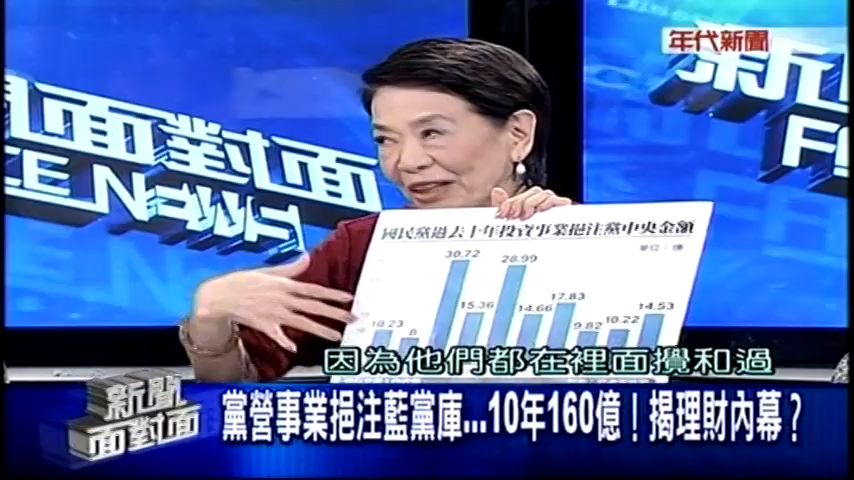 年代新聞
面對面
國民黨過去十年投資事業挹注黨中央金額
單位：億
10.23
8
30.72
15.36
28.99
14.66
17.83
9.82
10.22
14.53
因為他們都在裡面攪和過
新聞
面對面
黨營事業挹注藍黨庫...10年160億！揭理財內幕？